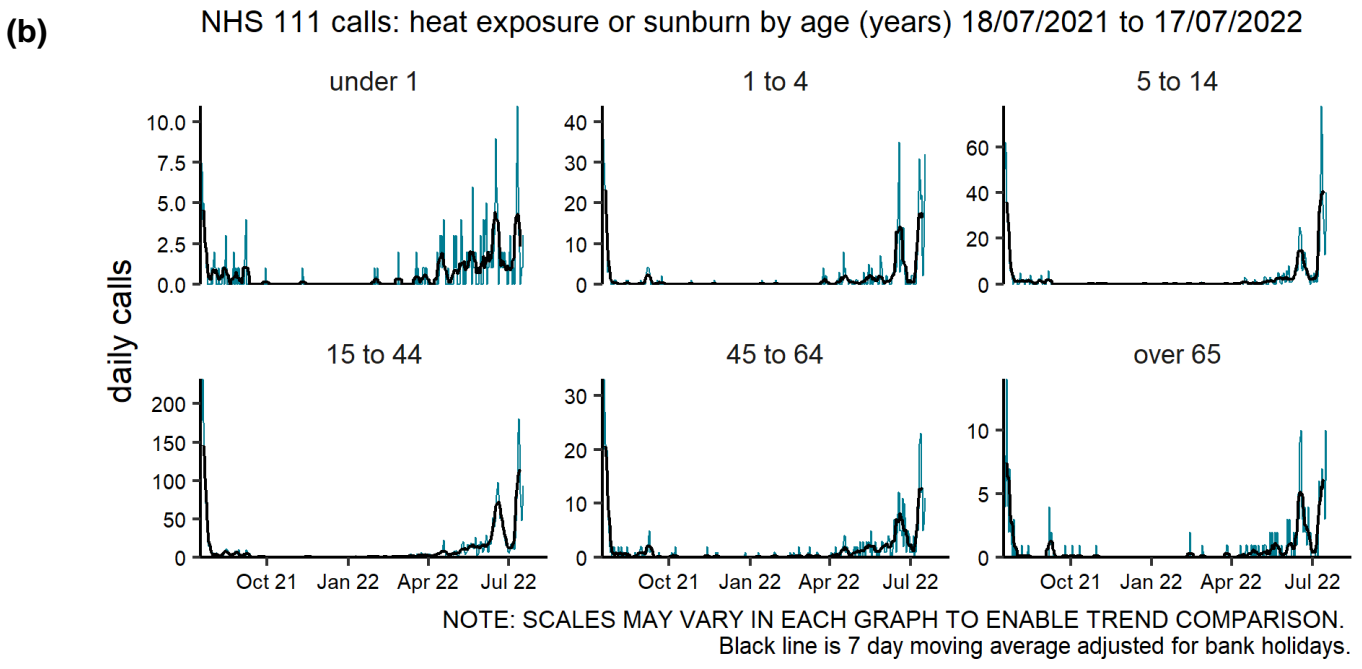 (b)
NHS 111 calls: heat exposure or sunburn by age (years) 18/07/2021 to 17/07/2022
under 1
1 to 4
5 to 14
10.0
7.5
5.0
2.5
0.0
40
30
20
10
0
60
40
20
0
daily calls
15 to 44
45 to 64
over 65
200
150
100
50
0
30
20
10
0
10
5
0
Oct 21 Jan 22 Apr 22 Jul 22
Oct 21 Jan 22 Apr 22 Jul 22
Oct 21 Jan 22 Apr 22 Jul 22
NOTE: SCALES MAY VARY IN EACH GRAPH TO ENABLE TREND COMPARISON.
Black line is 7 day moving average adjusted for bank holidays.